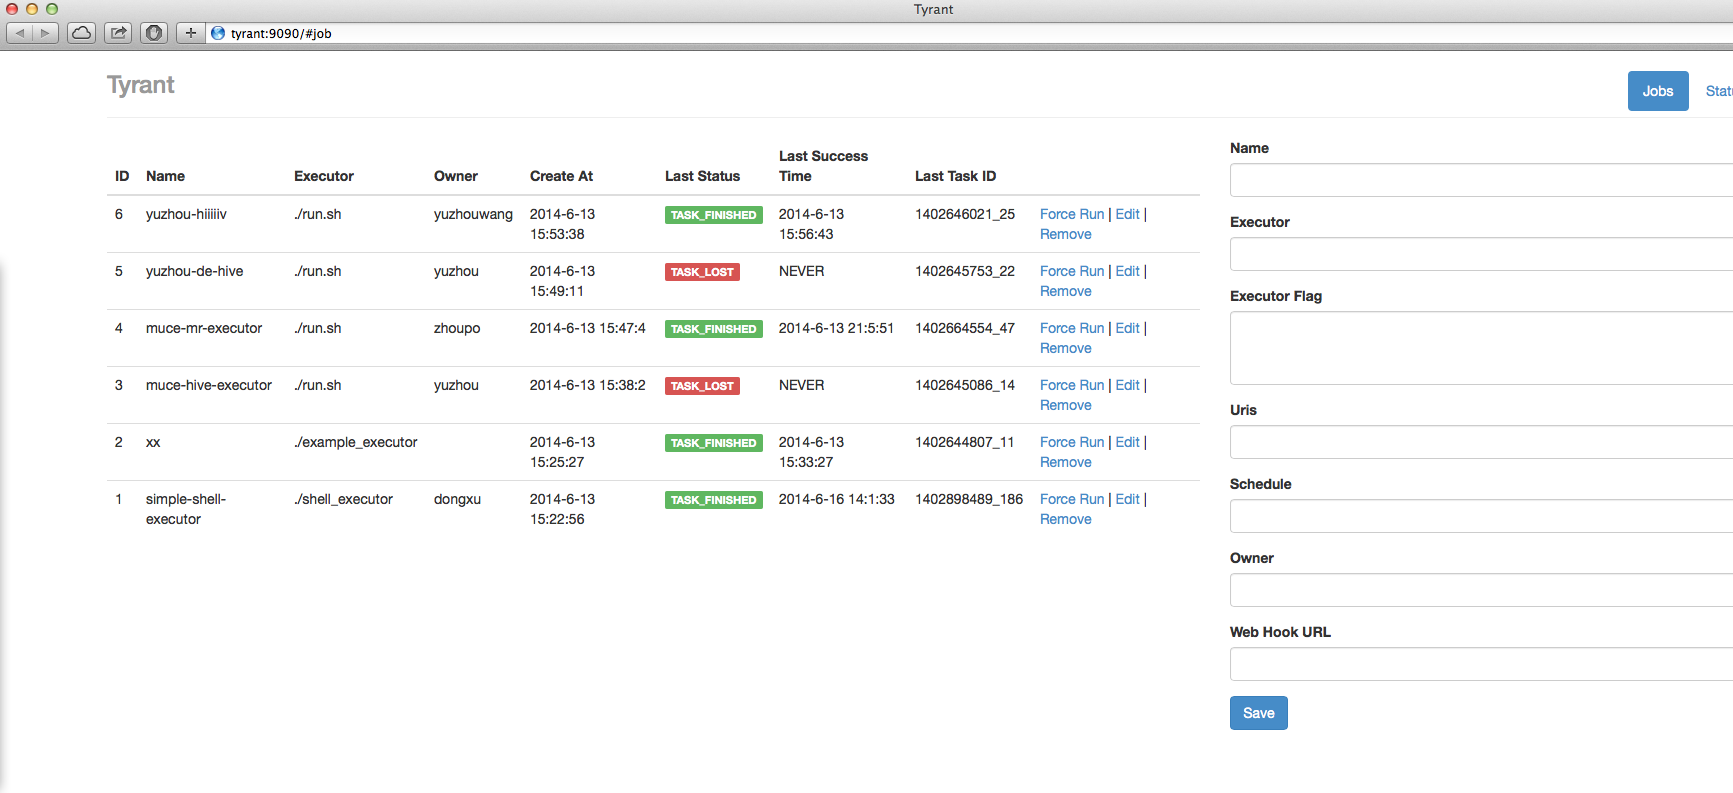 Tyrant
tyrant:9090/#job
Tyrant
Jobs
ID Name Executor Owner Create At Last Status Last Success Time Last Task ID
6 yuzhou-hiiiiiv ./run.sh yuzhouwang 2014-6-13 15:53:38 TASK_FINISHED 2014-6-13 15:56:43 1402646021_25 Force Run | Edit | Remove
5 yuzhou-de-hive ./run.sh yuzhou 2014-6-13 15:49:11 TASK_LOST NEVER 1402645753_22 Force Run | Edit | Remove
4 muce-mr-executor ./run.sh zhoupo 2014-6-13 15:47:4 TASK_FINISHED 2014-6-13 21:5:51 1402664554_47 Force Run | Edit | Remove
3 muce-hive-executor ./run.sh yuzhou 2014-6-13 15:38:2 TASK_LOST NEVER 1402645086_14 Force Run | Edit | Remove
2 xx ./example_executor 2014-6-13 15:25:27 TASK_FINISHED 2014-6-13 15:33:27 1402644807_11 Force Run | Edit | Remove
1 simple-shell-executor ./shell_executor dongxu 2014-6-13 15:22:56 TASK_FINISHED 2014-6-16 14:1:33 1402898489_186 Force Run | Edit | Remove
Name
Executor
Executor Flag
Uris
Schedule
Owner
Web Hook URL
Save